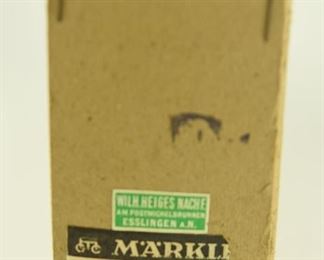 WILH. HEIGES NACHF.
AM POSTMICHELBRUNNEN
ESSLINGEN A.N.
MÄRKLI